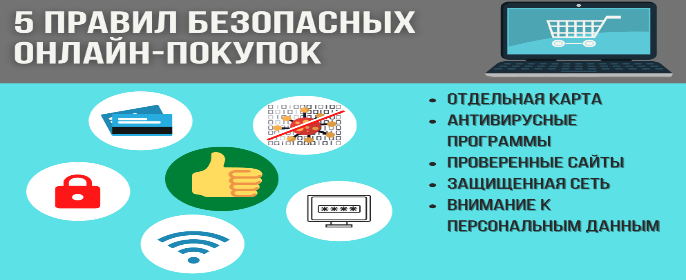 5 ПРАВИЛ БЕЗОПАСНЫХ
ОНЛАЙН-ПОКУПОК
• ОТДЕЛЬНАЯ КАРТА
• АНТИВИРУСНЫЕ
ПРОГРАММЫ
• ПРОВЕРЕННЫЕ САЙТЫ
• ЗАЩИЩЕННАЯ СЕТЬ
• ВНИМАНИЕ К
ПЕРСОНАЛЬНЫМ ДАННЫМ
****